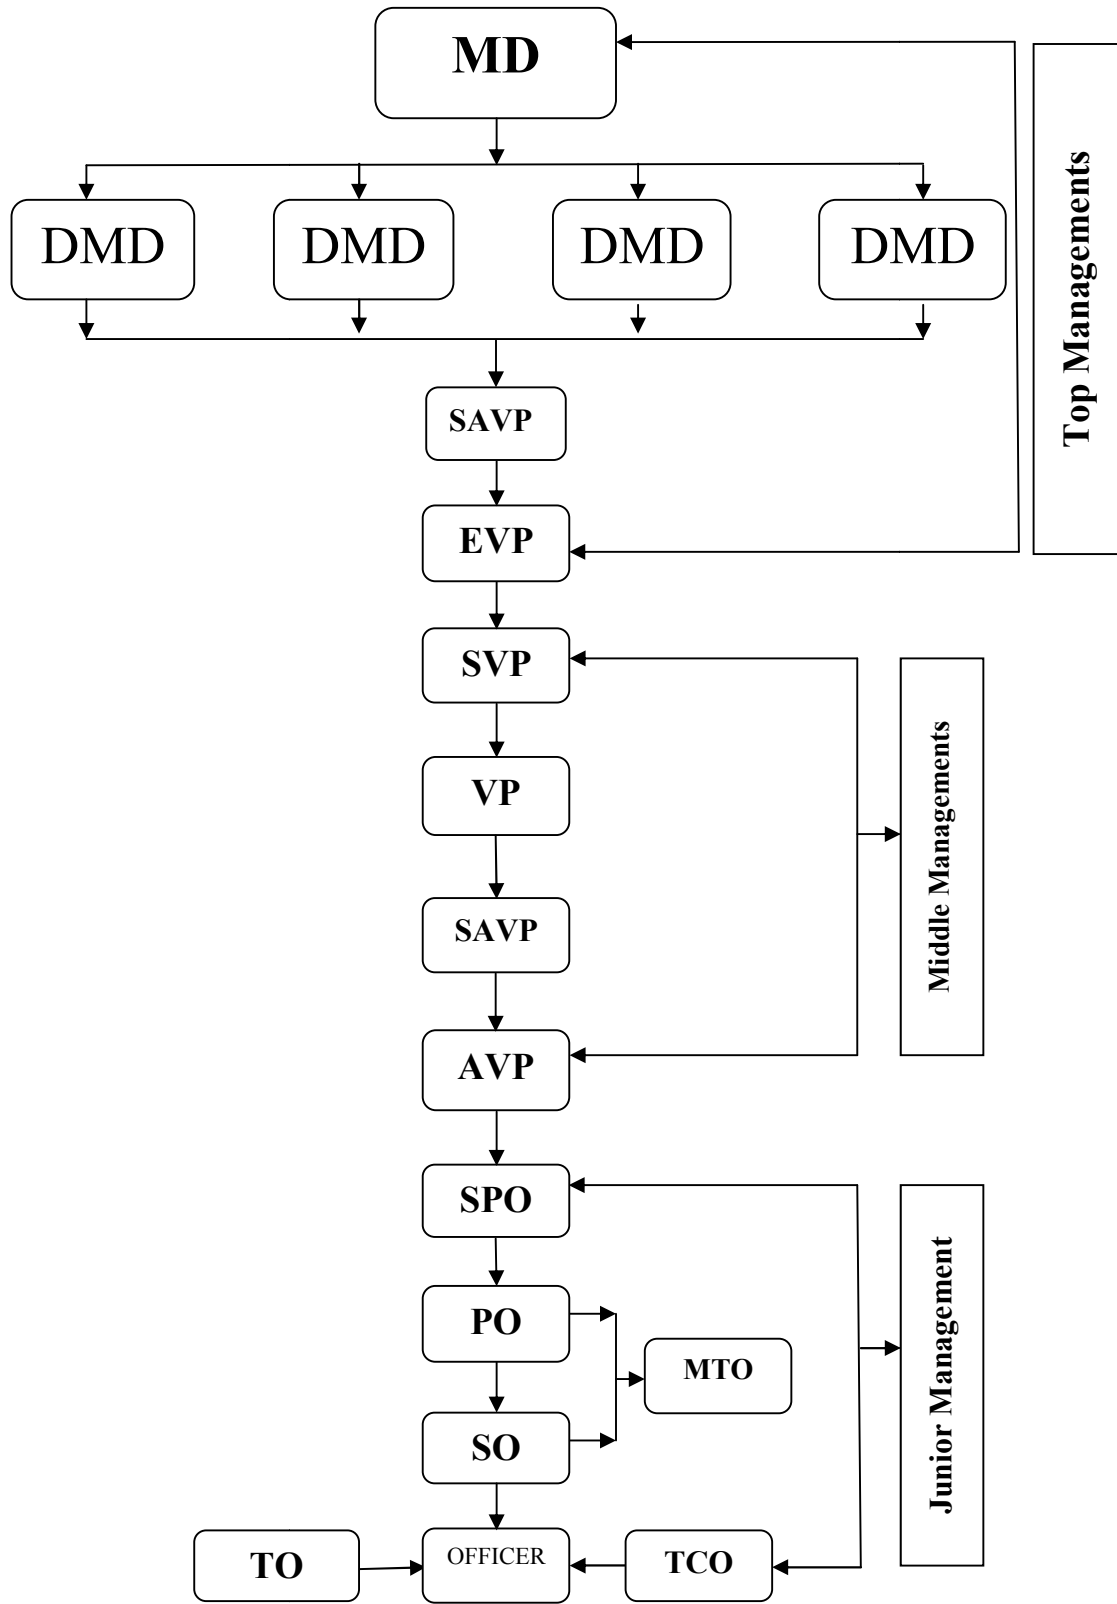 MD
DMD
DMD
DMD
DMD
Top Managements
SAVP
EVP
SVP
VP
SAVP
AVP
Middle Managements
SPO
PO
MTO
SO
Junior Management
TO
OFFICER
TCO